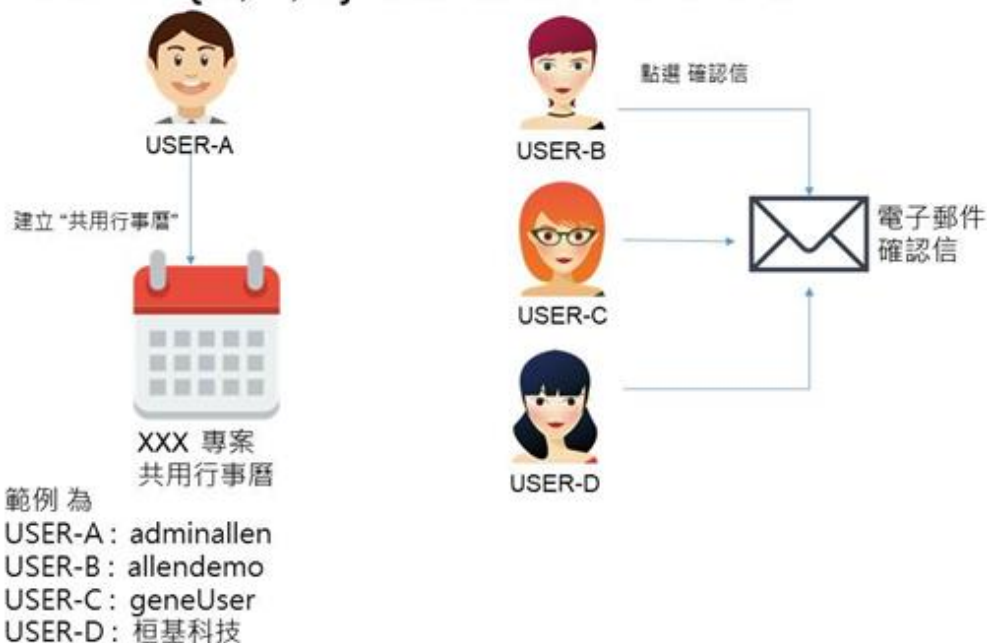 USER-A
建立 “共用行事曆”
XXX 專案
共用行事曆
USER-B
點選 確認信
USER-C
USER-D
電子郵件
確認信
範例 為
USER-A : adminallen
USER-B : allendemo
USER-C : geneUser
USER-D : 桓基科技